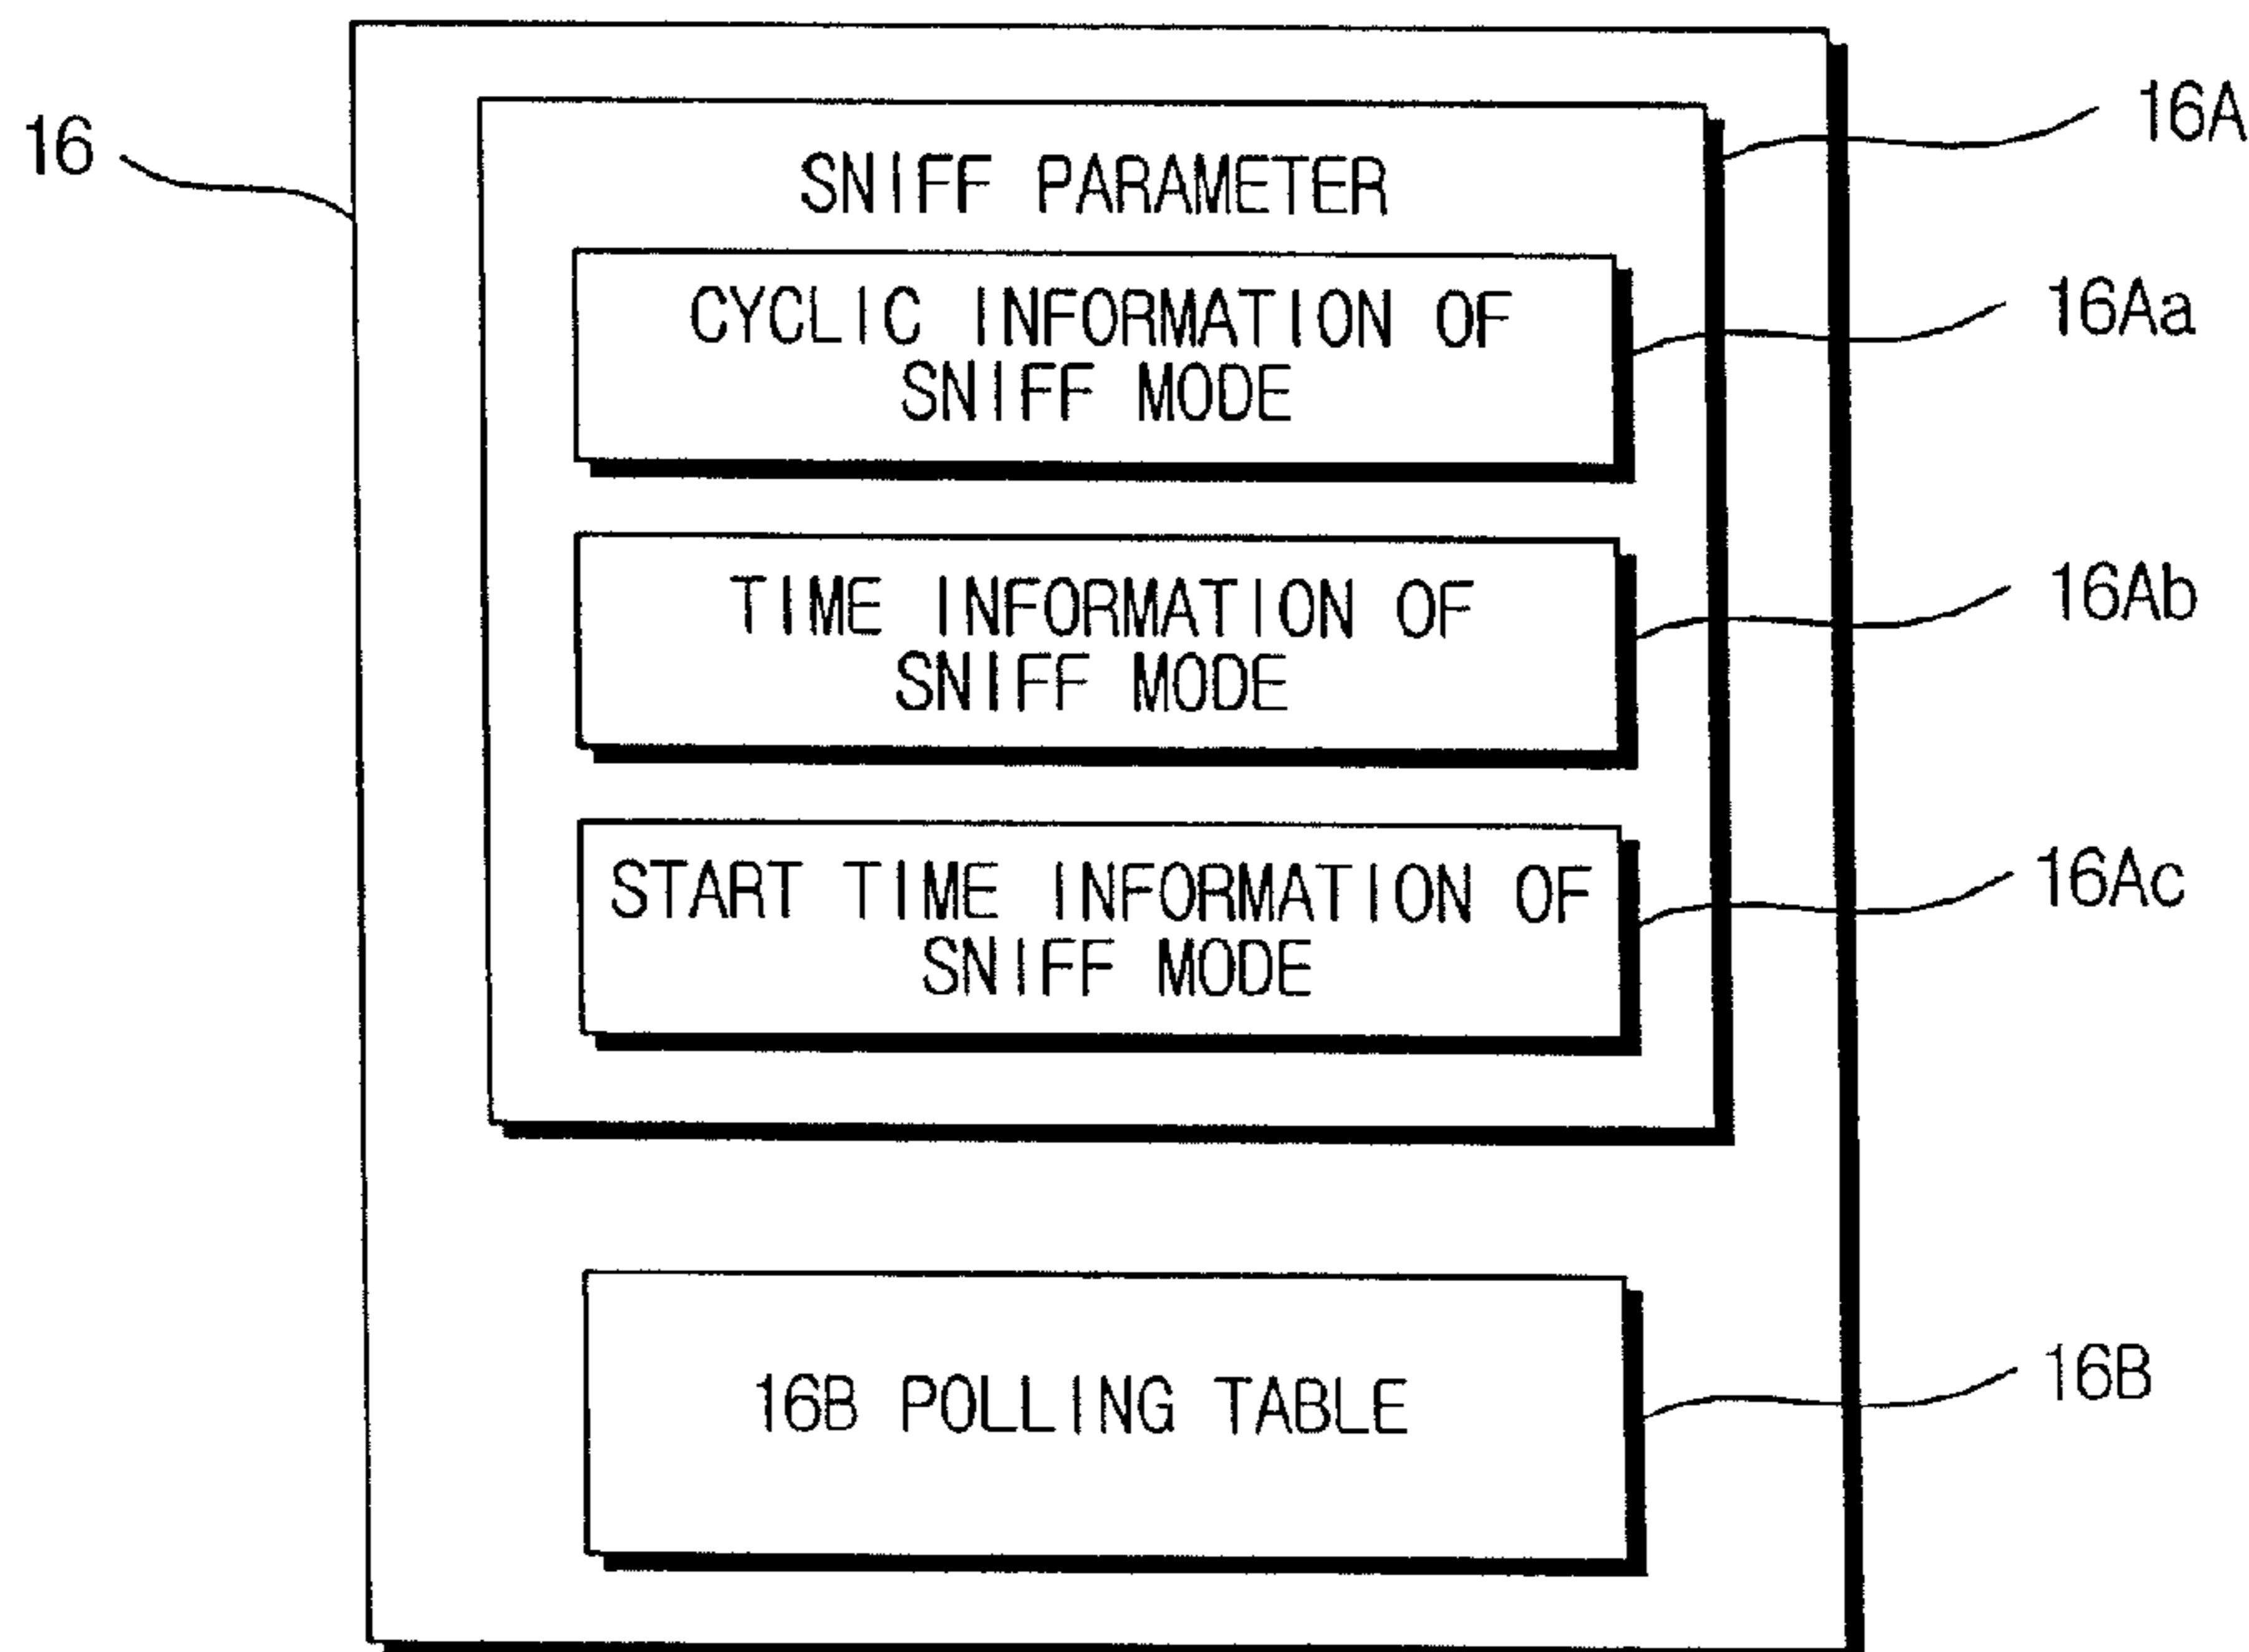 16
16A
SNIFF PARAMETER
CYCLIC INFORMATION OF
SNIFF MODE
16Aa
TIME INFORMATION OF
SNIFF MODE
16Ab
START TIME INFORMATION OF
SNIFF MODE
16Ac
16B POLLING TABLE
16B